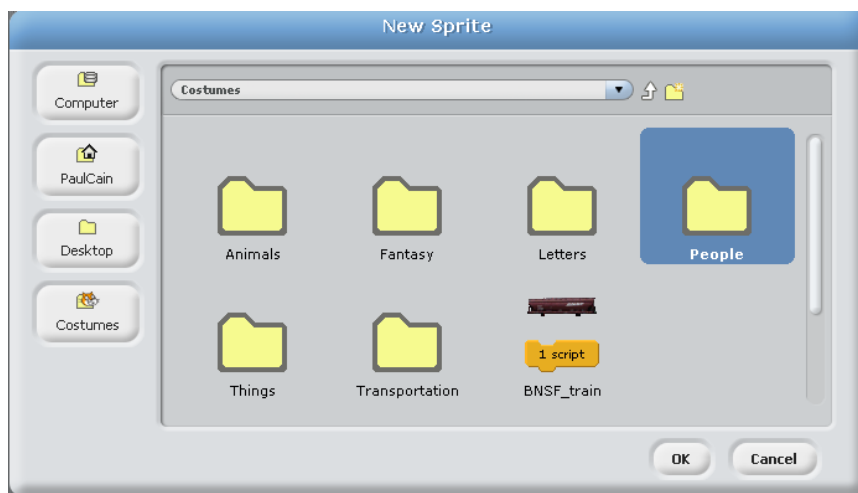 New Sprite
Computer
PaulCain
Desktop
Costumes
Costumes
Animals
Fantasy
Letters
People
Things
Transportation
1 script
BNSF_train
OK
Cancel